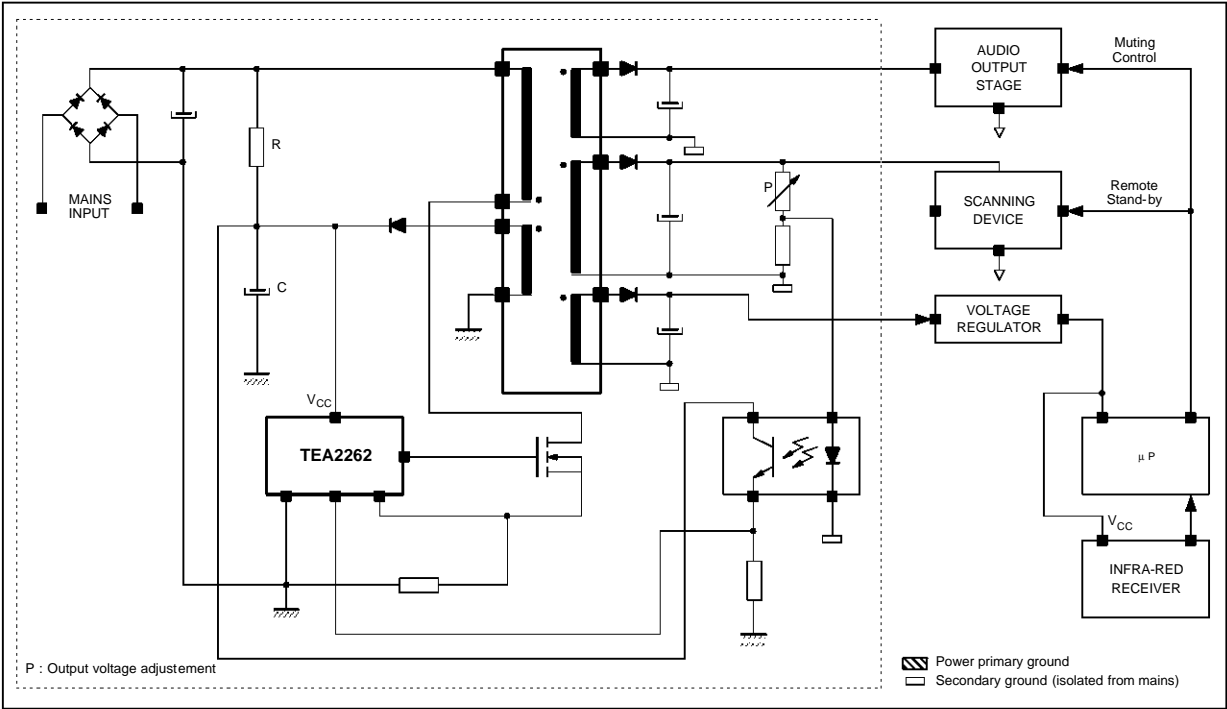 AUDIO
OUTPUT
STAGE
Muting
Control
R
MAINS
INPUT
P
SCANNING
DEVICE
Remote
Stand-by
C
VOLTAGE
REGULATOR
VCC
TEA2262
µ P
VCC
INFRA-RED
RECEIVER
P : Output voltage adjustement
Power primary ground
Secondary ground (isolated from mains)